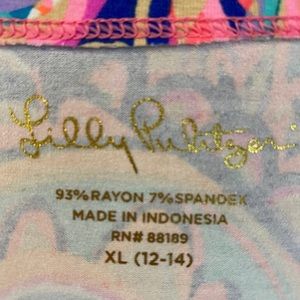 Lilly Pulitzer
93% RAYON 7% SPANDEX
MADE IN INDONESIA
RN# 88189
XL (12-14)